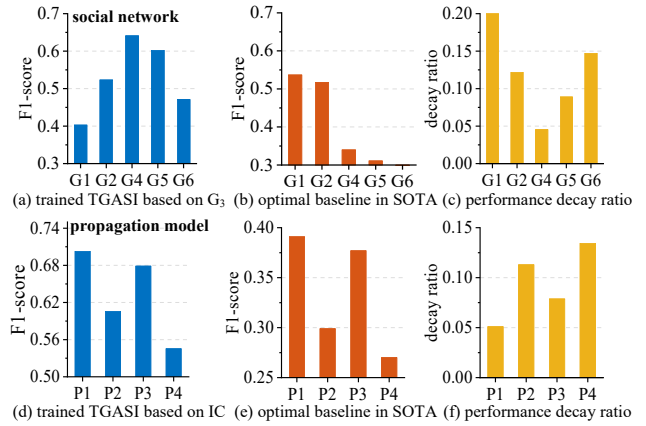 social network
F1-score
0.7
0.6
0.5
0.4
0.3
G1 G2 G4 G5 G6
(a) trained TGASI based on G3
F1-score
0.7
0.6
0.5
0.4
0.3
G1 G2 G4 G5 G6
(b) optimal baseline in SOTA
decay ratio
0.20
0.15
0.10
0.05
0.00
G1 G2 G4 G5 G6
(c) performance decay ratio
propagation model
F1-score
0.74
0.68
0.62
0.56
0.50
P1 P2 P3 P4
(d) trained TGASI based on IC
F1-score
0.40
0.35
0.30
0.25
P1 P2 P3 P4
(e) optimal baseline in SOTA
decay ratio
0.15
0.10
0.05
0.00
P1 P2 P3 P4
(f) performance decay ratio